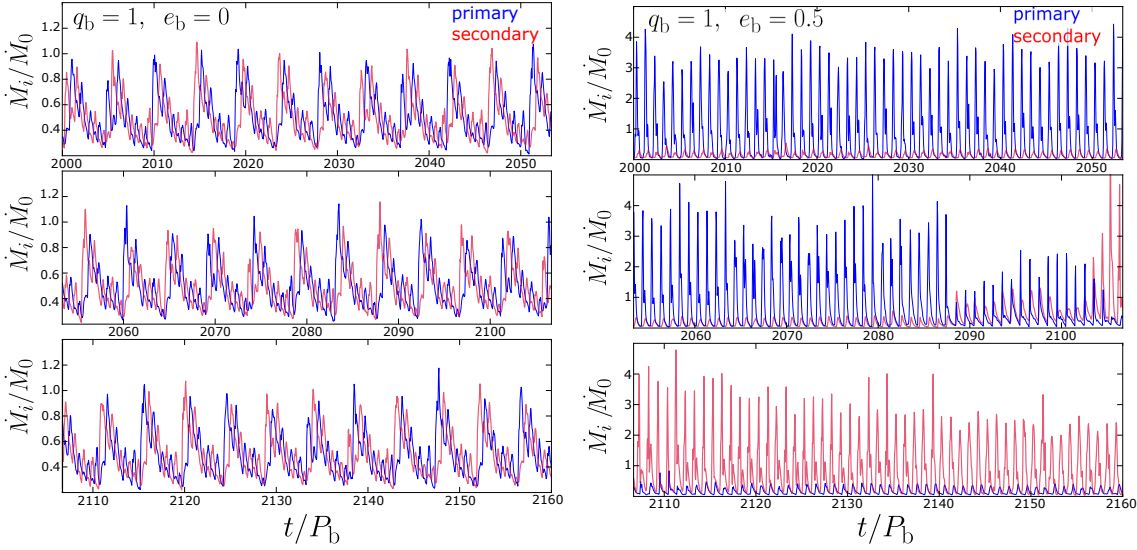 q_b = 1, e_b = 0
primary
secondary
Ṁ_i/Ṁ_0
1.2
1.0
0.8
0.6
0.4
2000 2010 2020 2030 2040 2050
Ṁ_i/Ṁ_0
1.2
1.0
0.8
0.6
0.4
2060 2070 2080 2090 2100
Ṁ_i/Ṁ_0
1.2
1.0
0.8
0.6
0.4
2110 2120 2130 2140 2150 2160
t/P_b
q_b = 1, e_b = 0.5
primary
secondary
Ṁ_i/Ṁ_0
4
3
2
1
2000 2010 2020 2030 2040 2050
Ṁ_i/Ṁ_0
4
3
2
1
2060 2070 2080 2090 2100
Ṁ_i/Ṁ_0
4
3
2
1
2110 2120 2130 2140 2150 2160
t/P_b